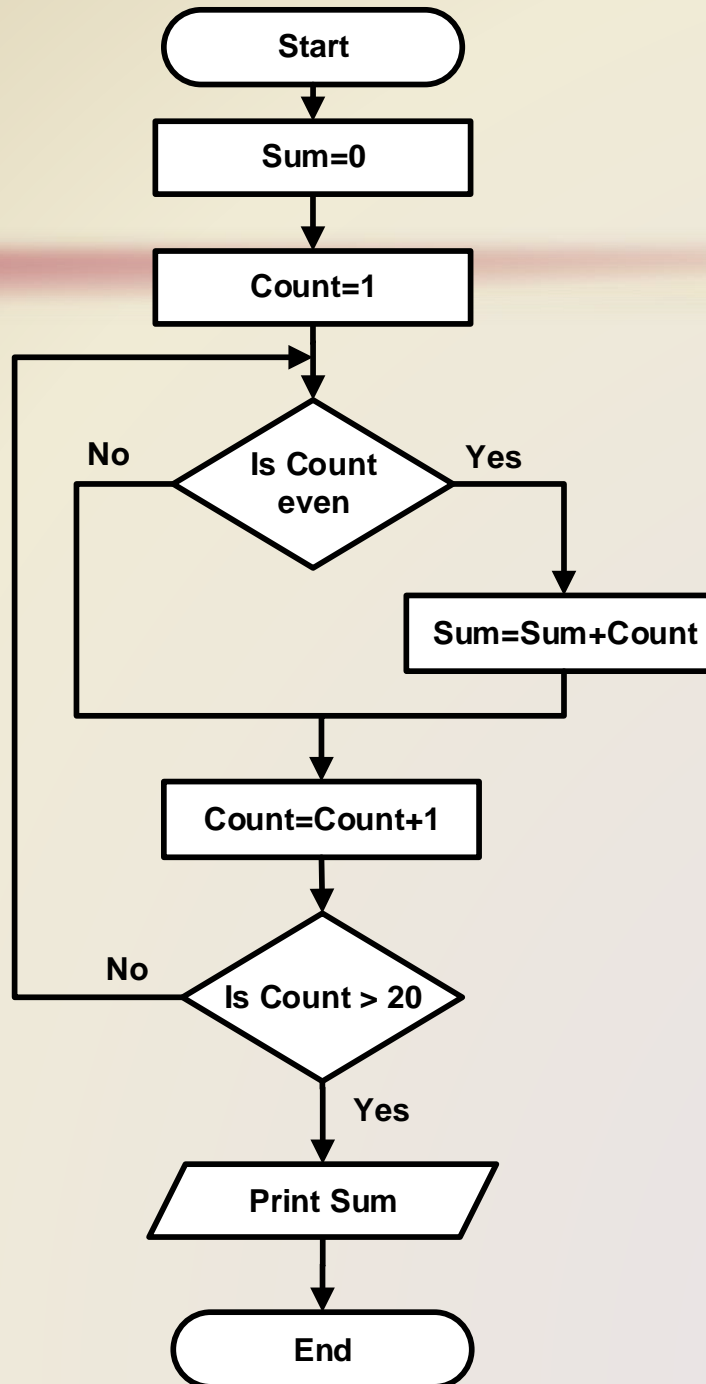 Start
Sum=0
Count=1
No
Is Count
even
Yes
Sum=Sum+Count
Count=Count+1
No
Is Count > 20
Yes
Print Sum
End